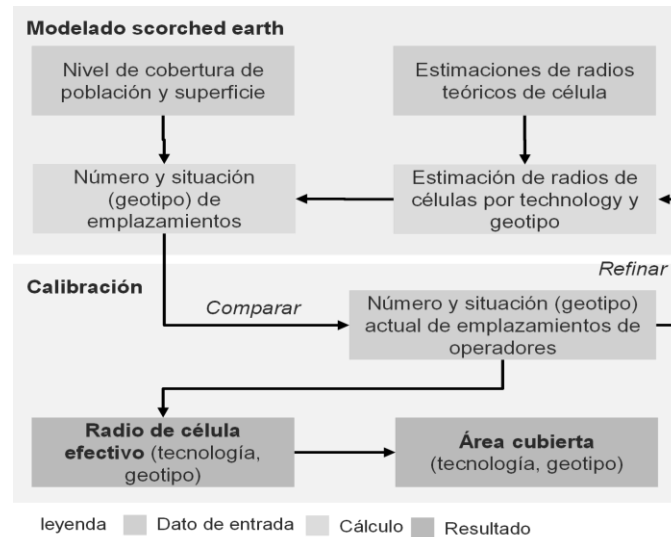 Modelado scorched earth
Nivel de cobertura de
población y superficie
Estimaciones de radios
teóricos de célula
Número y situación
(geotipo) de
emplazamientos
Estimación de radios de
células por technology y
geotipo
Refinar
Calibración
Comparar
Número y situación (geotipo)
actual de emplazamientos de
operadores
Radio de célula
efectivo (tecnología,
geotipo)
Área cubierta
(tecnología, geotipo)
leyenda Dato de entrada Cálculo Resultado